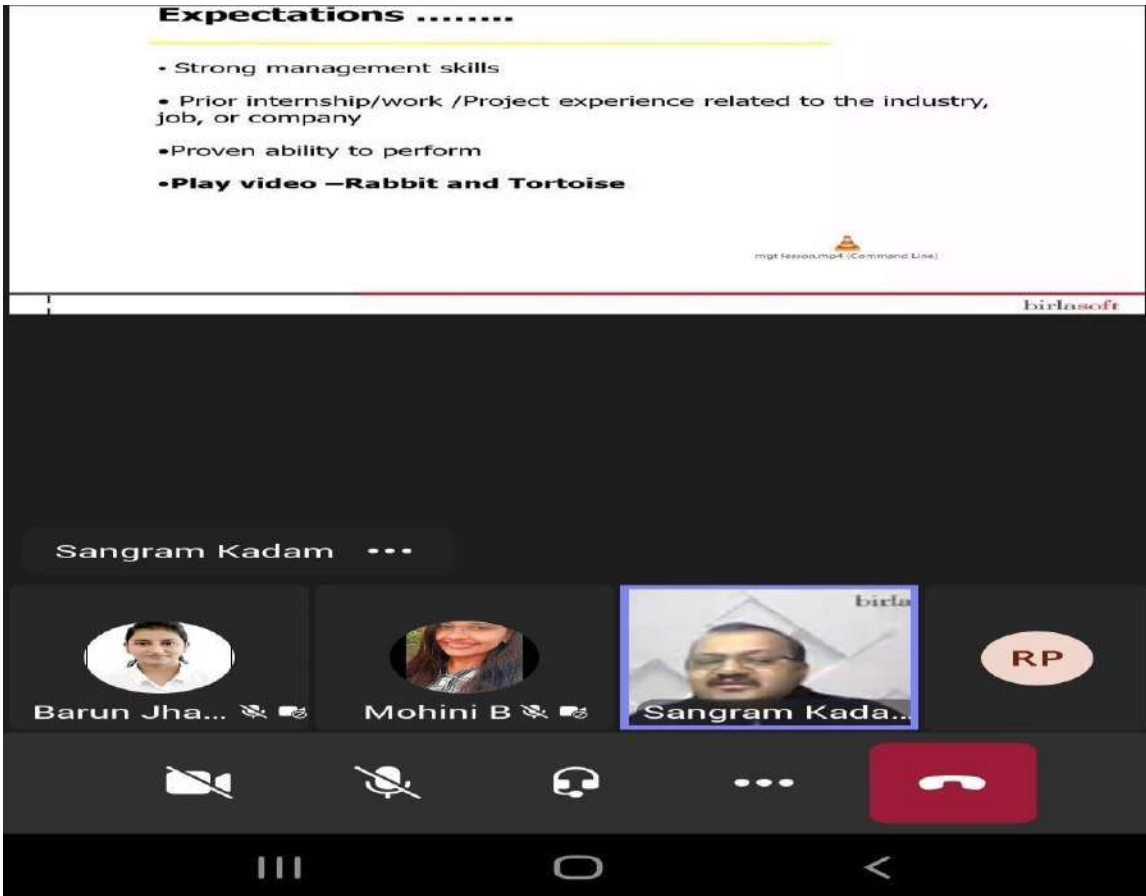 Expectations ........
• Strong management skills
• Prior internship/work /Project experience related to the industry,
job, or company
•Proven ability to perform
•Play video —Rabbit and Tortoise
mgt lesson.mp4 (Command Line)
birlasoft
Sangram Kadam •••
birla
RP
Barun Jha...
Mohini B
Sangram Kada...